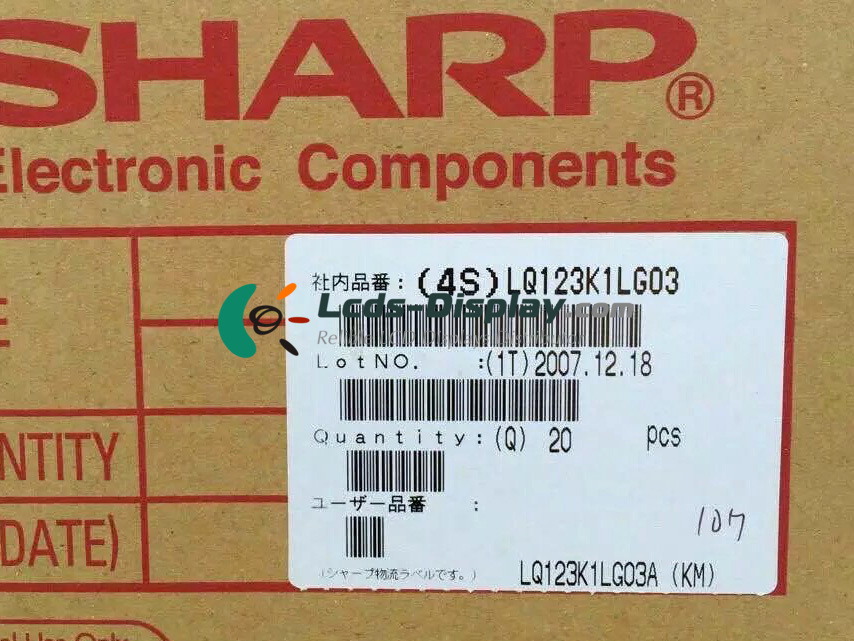 SHARP®
Electronic Components
社内品番：(4S)LQ123K1LG03
Lcds-Display.com
LotNO. :(1T)2007.12.18
Quantity:(Q) 20 pcs
NTITY
ユーザー品番 :
DATE)
107
(シャープ物流ラベルです。)
LQ123K1LG03A (KM)